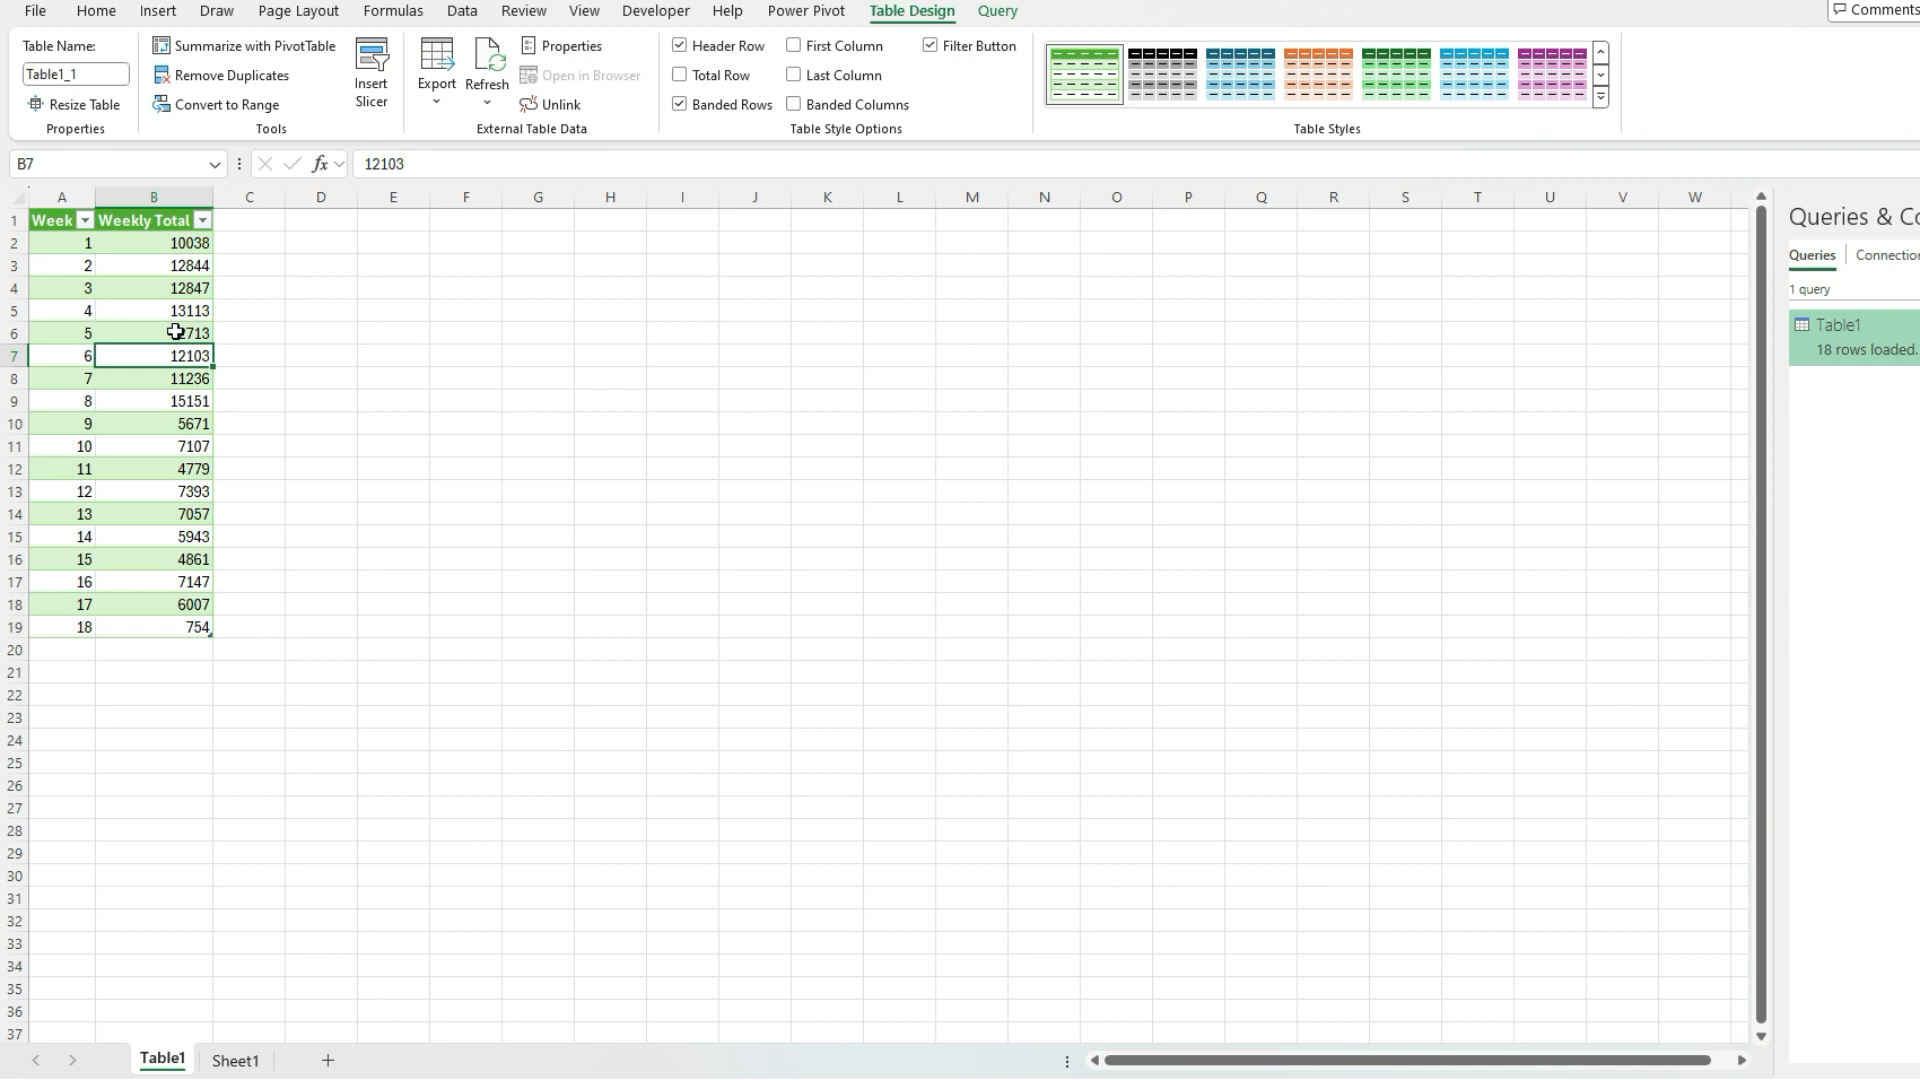 File Home Insert Draw Page Layout Formulas Data Review View Developer Help Power Pivot Table Design Query Comments
Table Name:
Table1_1
Resize Table
Properties
Summarize with PivotTable
Remove Duplicates
Convert to Range
Tools
Insert
Slicer
Export
Refresh
Properties
Open in Browser
Unlink
External Table Data
Header Row First Column Filter Button
Total Row Last Column
Banded Rows Banded Columns
Table Style Options
Table Styles
B7 fx 12103
A B C D E F G H I J K L M N O P Q R S T U V W
1 Week Weekly Total
2 1 10038
3 2 12844
4 3 12847
5 4 13113
6 5 713
7 6 12103
8 7 11236
9 8 15151
10 9 5671
11 10 7107
12 11 4779
13 12 7393
14 13 7057
15 14 5943
16 15 4861
17 16 7147
18 17 6007
19 18 754
20
21
22
23
24
25
26
27
28
29
30
31
32
33
34
35
36
37
Queries & Co
Queries Connection
1 query
Table1
18 rows loaded.
Table1 Sheet1